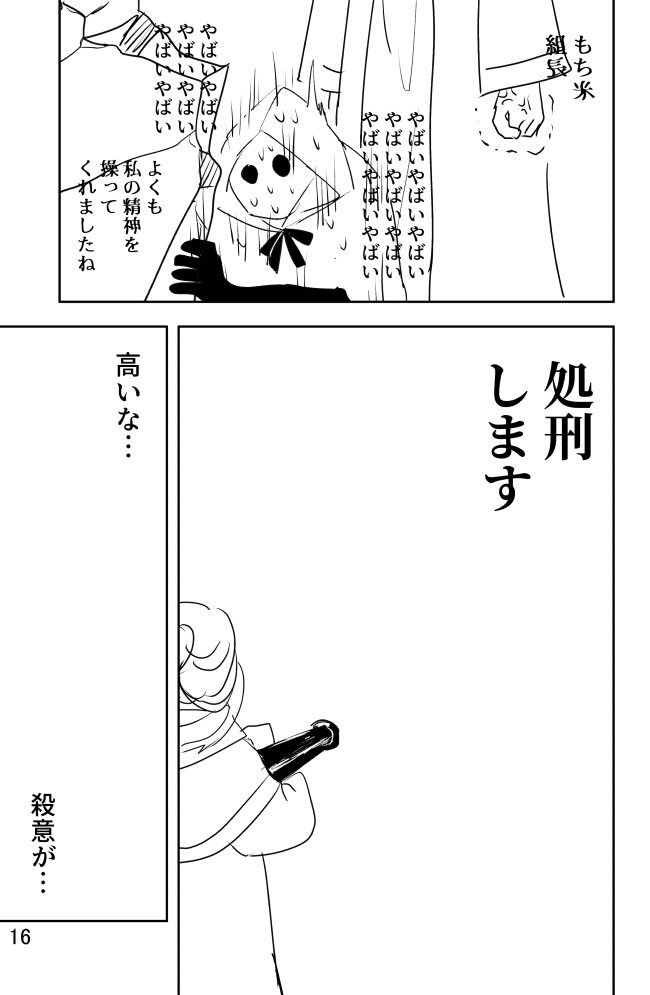 もち米
組長
やばいやばいやばい
やばいやばいやばい
やばいやばいやばい
やばいやばい
やばいやばい
やばいやばい
よくも
私の精神を
操って
くれましたね
処刑
します
高いな…
殺意が…
16